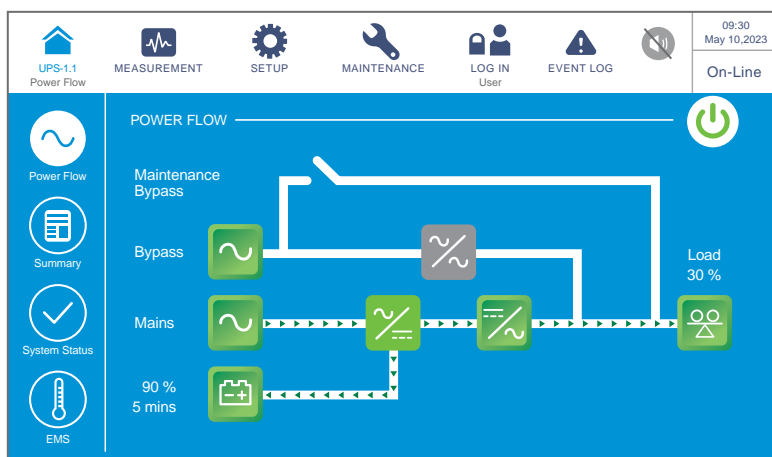 UPS-1.1
Power Flow
MEASUREMENT
SETUP
MAINTENANCE
LOG IN
User
EVENT LOG
09:30
May 10,2023
On-Line
POWER FLOW
Power Flow
Summary
System Status
EMS
Maintenance
Bypass
Bypass
Mains
90 %
5 mins
Load
30 %